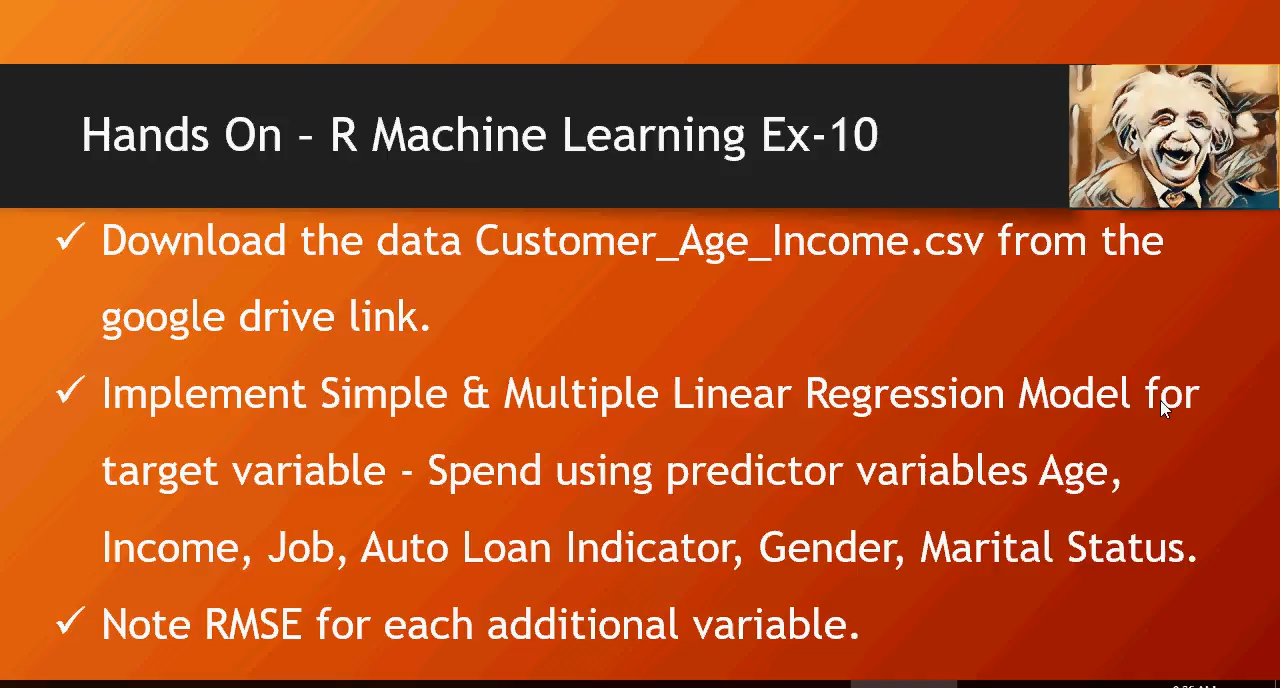 Hands On – R Machine Learning Ex-10
✓ Download the data Customer_Age_Income.csv from the
google drive link.
✓ Implement Simple & Multiple Linear Regression Model for
target variable - Spend using predictor variables Age,
Income, Job, Auto Loan Indicator, Gender, Marital Status.
✓ Note RMSE for each additional variable.